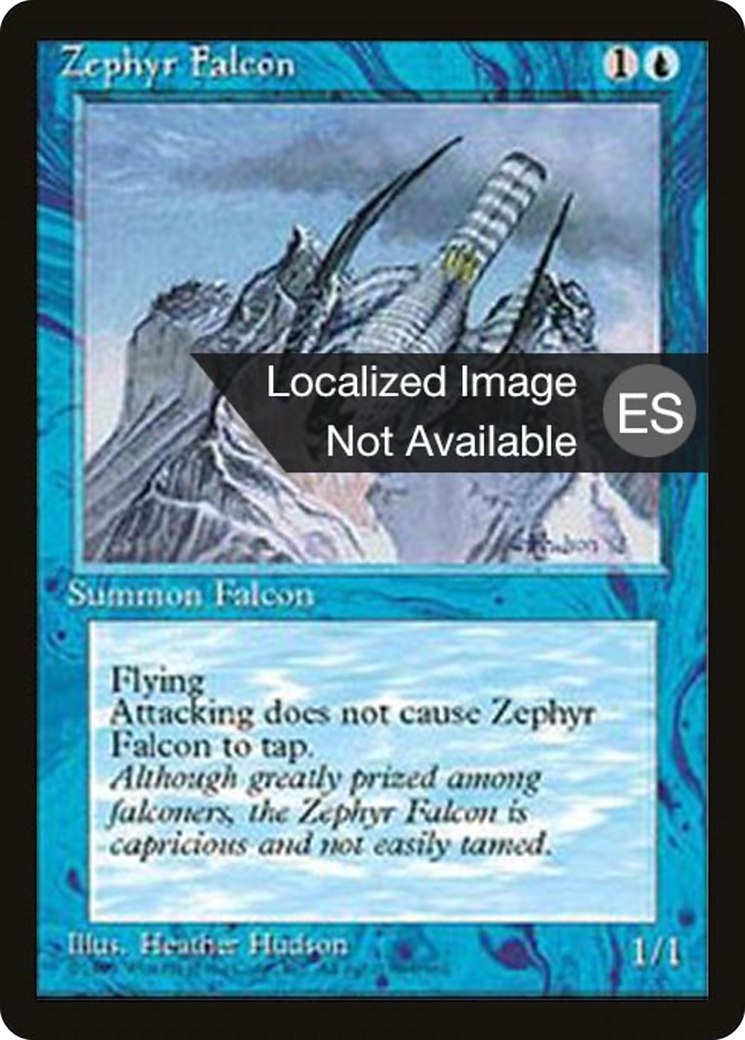 Zephyr Falcon 1
Localized Image
Not Available
ES
Summon Falcon
Flying
Attacking does not cause Zephyr
Falcon to tap.
Although greatly prized among
falconers, the Zephyr Falcon is
capricious and not easily tamed.
Illus. Heather Hudson 1/1